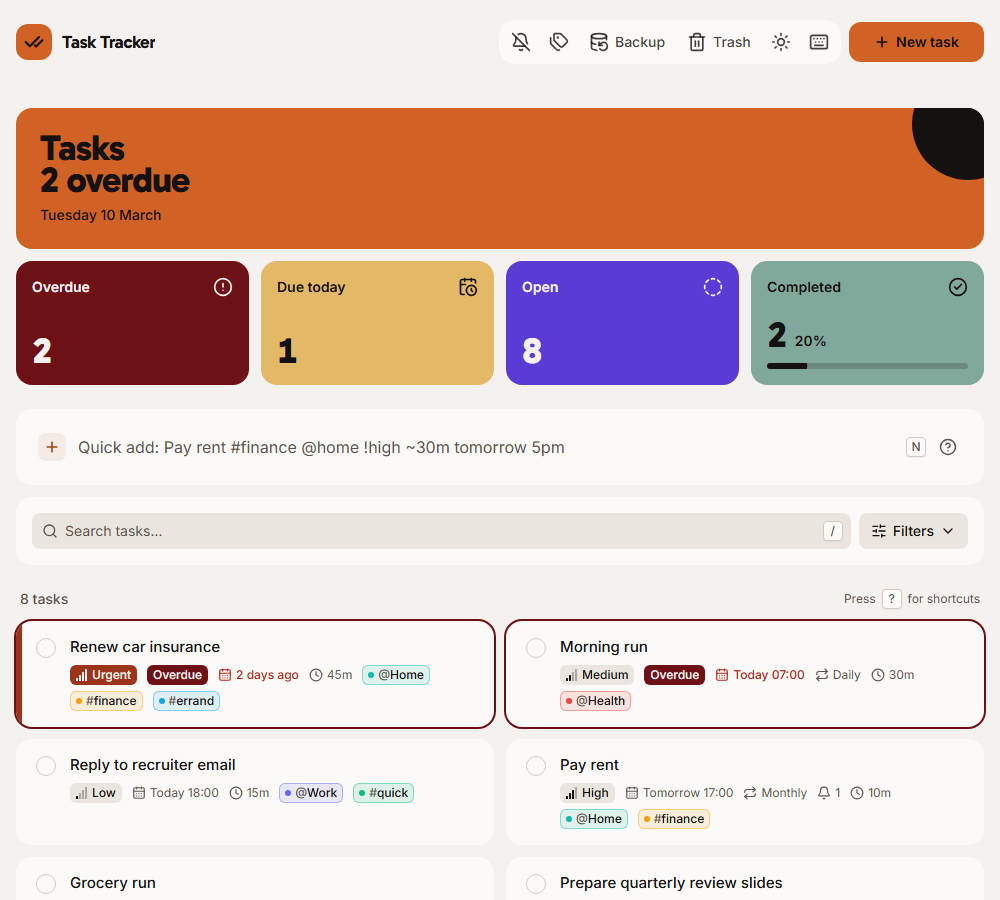 Task Tracker
Backup
Trash
New task
Tasks
2 overdue
Tuesday 10 March
Overdue
2
Due today
1
Open
8
Completed
2 20%
Quick add: Pay rent #finance @home !high ~30m tomorrow 5pm
N
Search tasks...
/
Filters
8 tasks
Press ? for shortcuts
Renew car insurance
Urgent Overdue 2 days ago 45m @Home
#finance #errand
Morning run
Medium Overdue Today 07:00 Daily 30m
@Health
Reply to recruiter email
Low Today 18:00 15m @Work #quick
Pay rent
High Tomorrow 17:00 Monthly 1 10m
@Home #finance
Grocery run
Prepare quarterly review slides